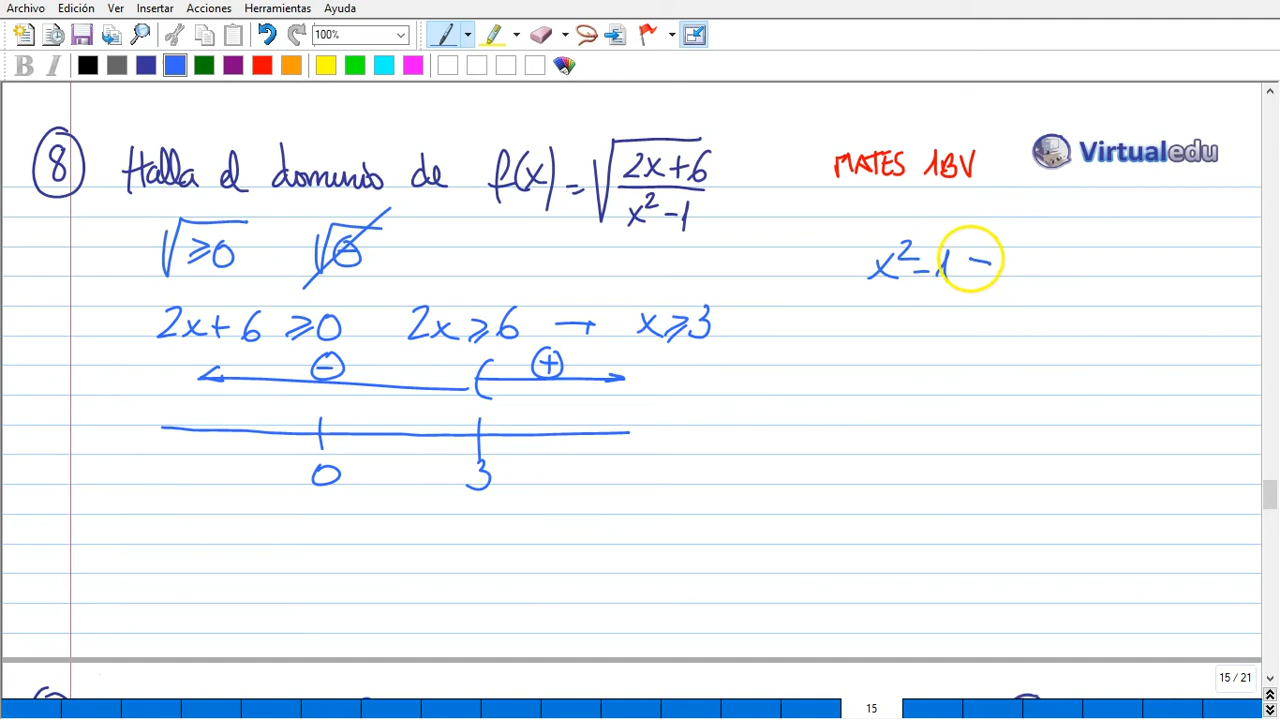 Archivo Edición Ver Insertar Acciones Herramientas Ayuda
100%
B I
8 Halla el dominio de f(x) = √(2x+6 / x² - 1) MATES 1BV Virtualedu
√≥0 √0 x² - 1 -
2x+6 ≥0 2x ≥ 6 → x ≥ 3
- +
0 3
15 / 21
15